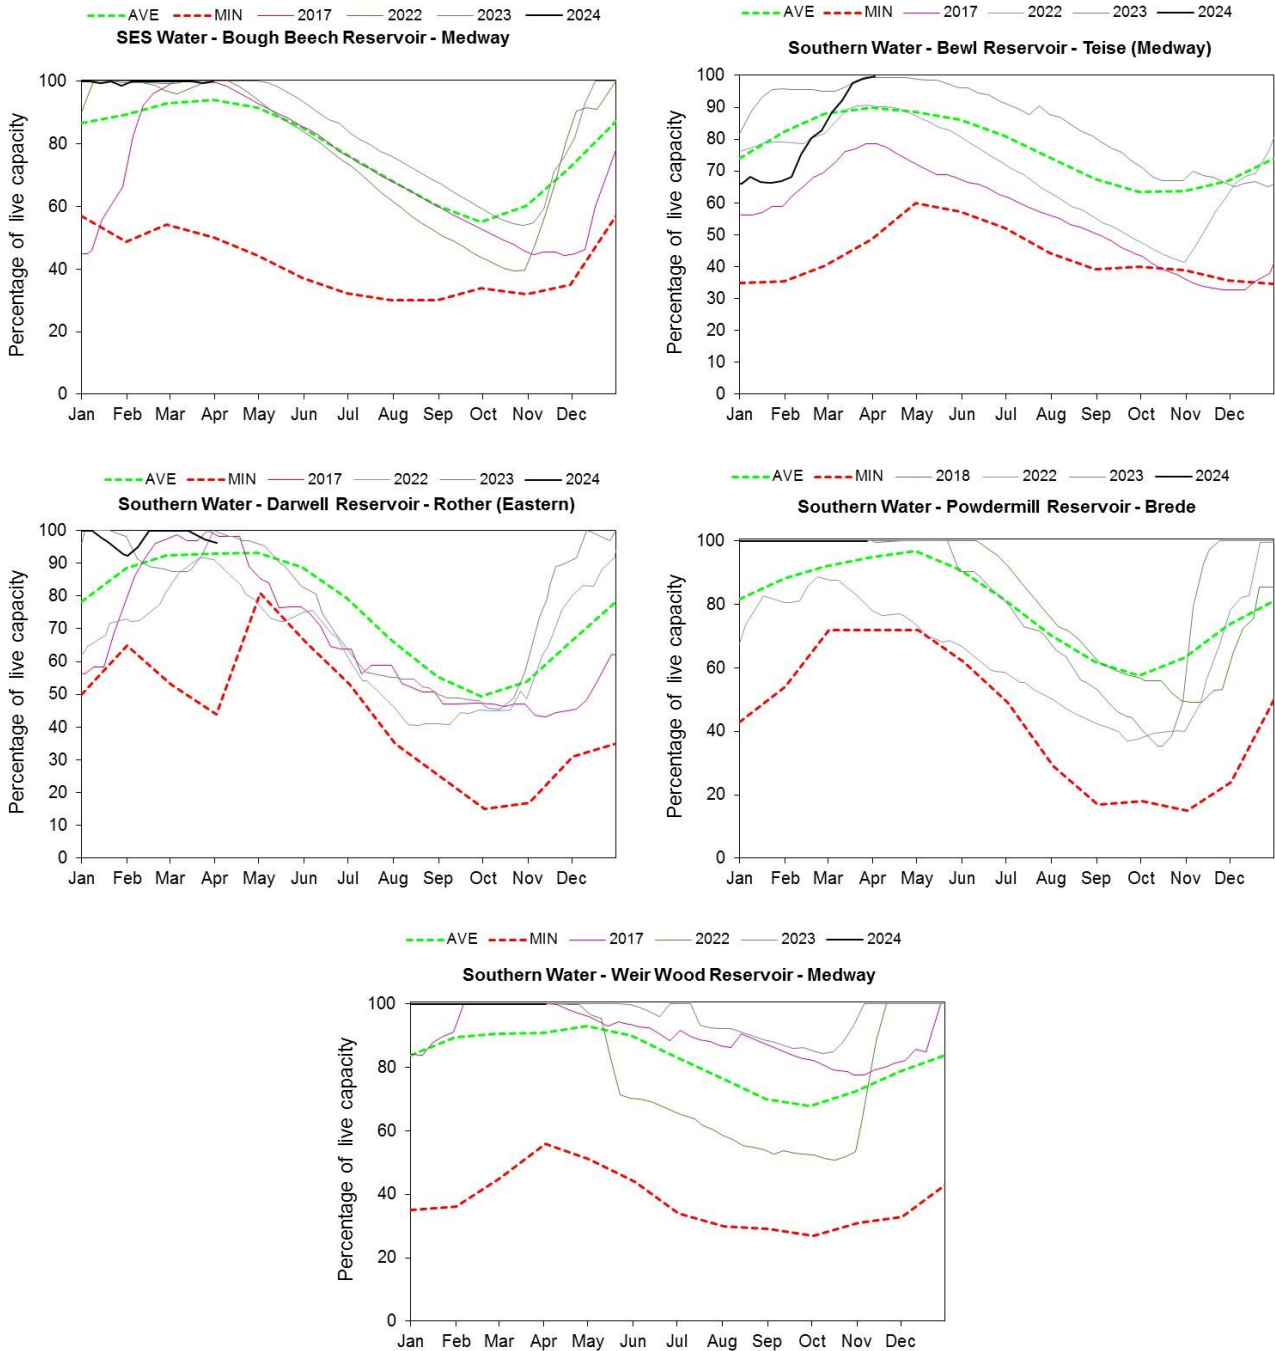 AVE MIN 2017 2022 2023 2024
SES Water - Bough Beech Reservoir - Medway
Percentage of live capacity
100
80
60
40
20
0
Jan Feb Mar Apr May Jun Jul Aug Sep Oct Nov Dec
AVE MIN 2017 2022 2023 2024
Southern Water - Bewl Reservoir - Teise (Medway)
Percentage of live capacity
100
90
80
70
60
50
40
30
20
10
0
Jan Feb Mar Apr May Jun Jul Aug Sep Oct Nov Dec
AVE MIN 2017 2022 2023 2024
Southern Water - Darwell Reservoir - Rother (Eastern)
Percentage of live capacity
100
90
80
70
60
50
40
30
20
10
0
Jan Feb Mar Apr May Jun Jul Aug Sep Oct Nov Dec
AVE MIN 2018 2022 2023 2024
Southern Water - Powdermill Reservoir - Brede
Percentage of live capacity
100
80
60
40
20
0
Jan Feb Mar Apr May Jun Jul Aug Sep Oct Nov Dec
AVE MIN 2017 2022 2023 2024
Southern Water - Weir Wood Reservoir - Medway
Percentage of live capacity
100
80
60
40
20
0
Jan Feb Mar Apr May Jun Jul Aug Sep Oct Nov Dec